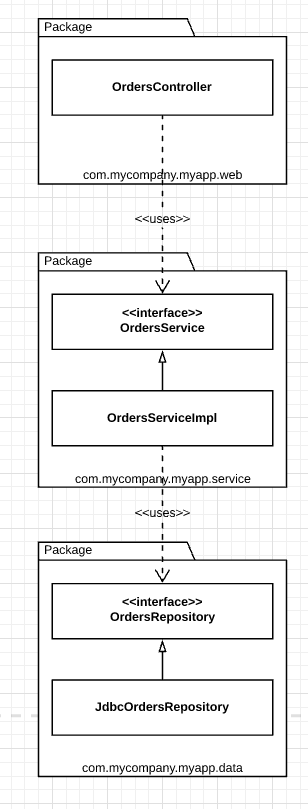 Package
OrdersController
com.mycompany.myapp.web
<<uses>>
Package
<<interface>>
OrdersService
OrdersServiceImpl
com.mycompany.myapp.service
<<uses>>
Package
<<interface>>
OrdersRepository
JdbcOrdersRepository
com.mycompany.myapp.data